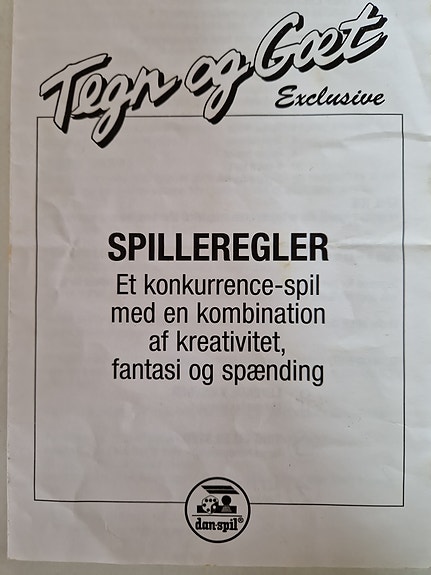 Tegn og Gæt
Exclusive
SPILLEREGLER
Et konkurrence-spil
med en kombination
af kreativitet,
fantasi og spænding
dan-spil®